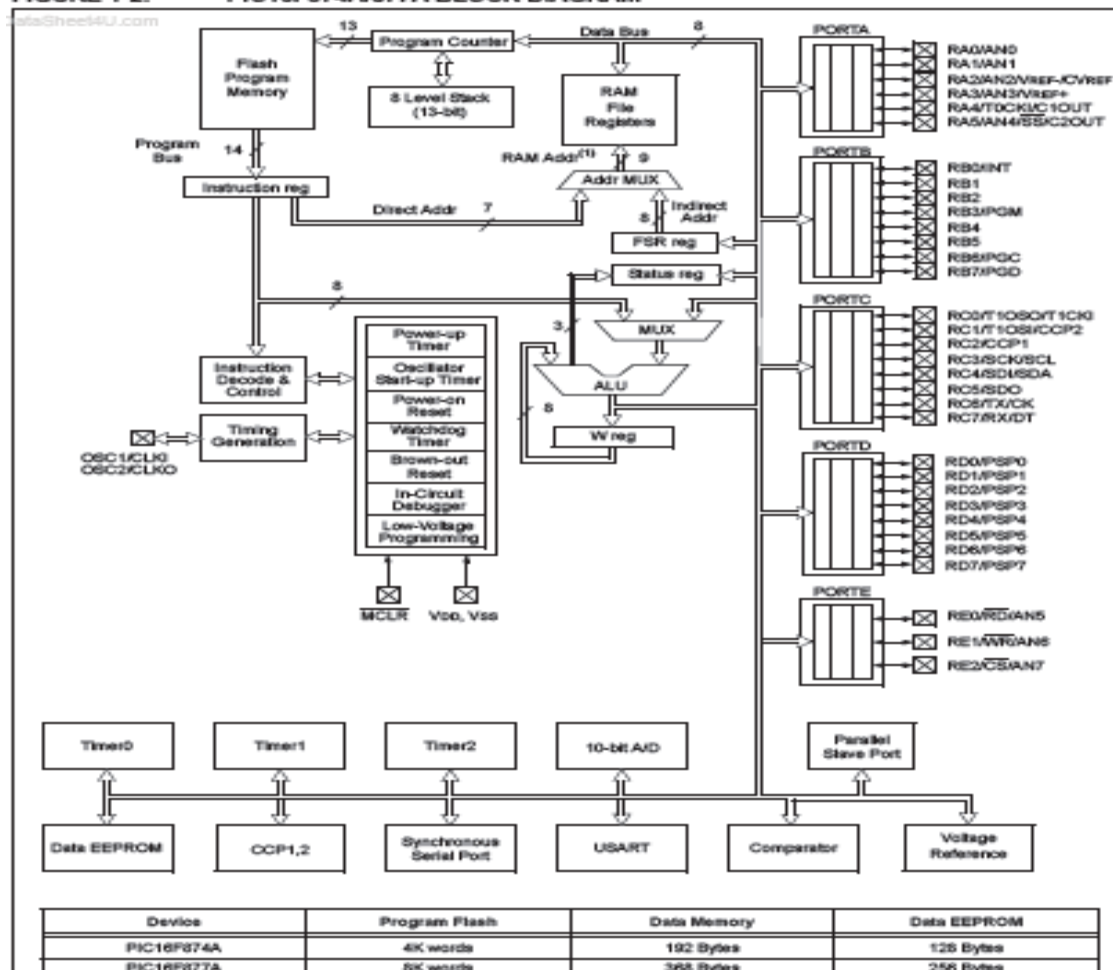 ataSheet4U.com
13
Program Counter
Data Bus
8
PORTA
Flash
Program
Memory
8 Level Stack
(13-bit)
RAM
File
Registers
RA0/AN0
RA1/AN1
RA2/AN2/VREF-/CVREF
RA3/AN3/VREF+
RA4/T0CKI/C1OUT
RA5/AN4/SS/C2OUT
Program
Bus
14
RAM Addr(1)
9
PORTB
Instruction reg
Addr MUX
RB0/INT
RB1
RB2
RB3/PGM
RB4
RB5
RB6/PGC
RB7/PGD
Direct Addr
7
8
Indirect
Addr
FSR reg
Status reg
8
PORTC
3
MUX
RC0/T1OSO/T1CKI
RC1/T1OSI/CCP2
RC2/CCP1
RC3/SCK/SCL
RC4/SDI/SDA
RC5/SDO
RC6/TX/CK
RC7/RX/DT
Power-up
Timer
Instruction
Decode &
Control
Oscillator
Start-up Timer
ALU
Power-on
Reset
8
Timing
Generation
Watchdog
Timer
W reg
OSC1/CLKI
OSC2/CLKO
Brown-out
Reset
PORTD
In-Circuit
Debugger
Low-Voltage
Programming
RD0/PSP0
RD1/PSP1
RD2/PSP2
RD3/PSP3
RD4/PSP4
RD5/PSP5
RD6/PSP6
RD7/PSP7
MCLR
VDD, VSS
PORTE
RE0/RD/AN5
RE1/WR/AN6
RE2/CS/AN7
Timer0
Timer1
Timer2
10-bit A/D
Parallel
Slave Port
Data EEPROM
CCP1,2
Synchronous
Serial Port
USART
Comparator
Voltage
Reference
Device Program Flash Data Memory Data EEPROM
PIC16F874A 4K words 192 Bytes 128 Bytes
PIC16F877A 8K words 368 Bytes 256 Bytes